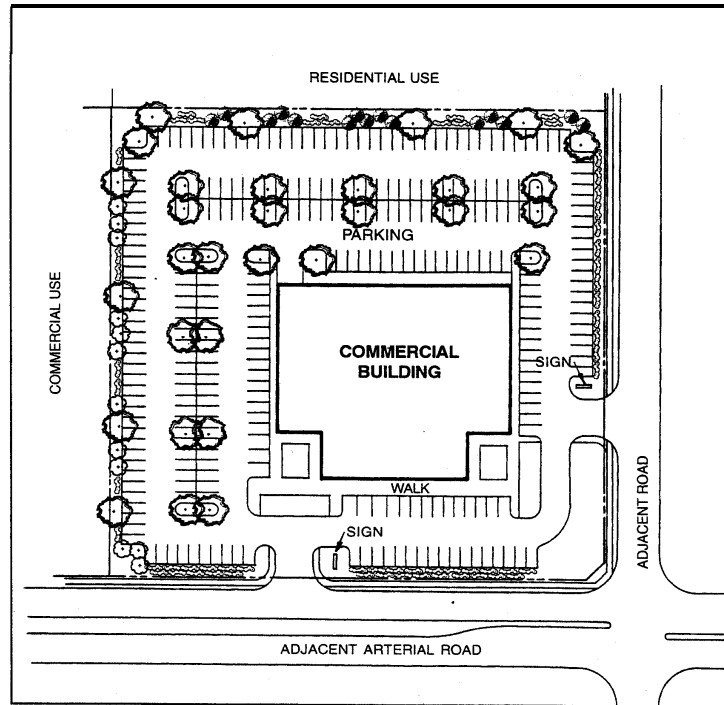 RESIDENTIAL USE
PARKING
COMMERCIAL USE
COMMERCIAL
BUILDING
SIGN
WALK
SIGN
ADJACENT ROAD
ADJACENT ARTERIAL ROAD